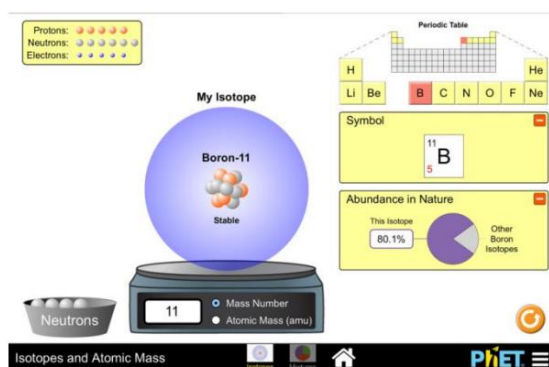 Protons:
Neutrons:
Electrons:
My Isotope
Boron-11
Stable
11
Mass Number
Atomic Mass (amu)
Neutrons
Periodic Table
H He
Li Be B C N O F Ne
Symbol
11
B
5
Abundance in Nature
This Isotope
80.1%
Other
Boron
Isotopes
Isotopes and Atomic Mass
Isotopes
Mixtures
PhET